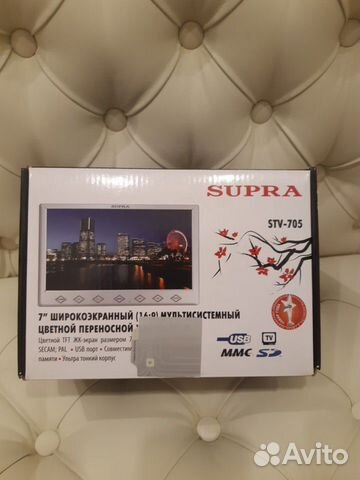 SUPRA
STV-705
SUPRA
7" ШИРОКОЭКРАННЫЙ (16:9) МУЛЬТИСИСТЕМНЫЙ
ЦВЕТНОЙ ПЕРЕНОСНОЙ
Цветной TFT ЖК-экран размером 7
SECAM; PAL • USB порт • Совместим
памяти • Ультра тонкий корпус
USB
TV
MMC SD
Avito